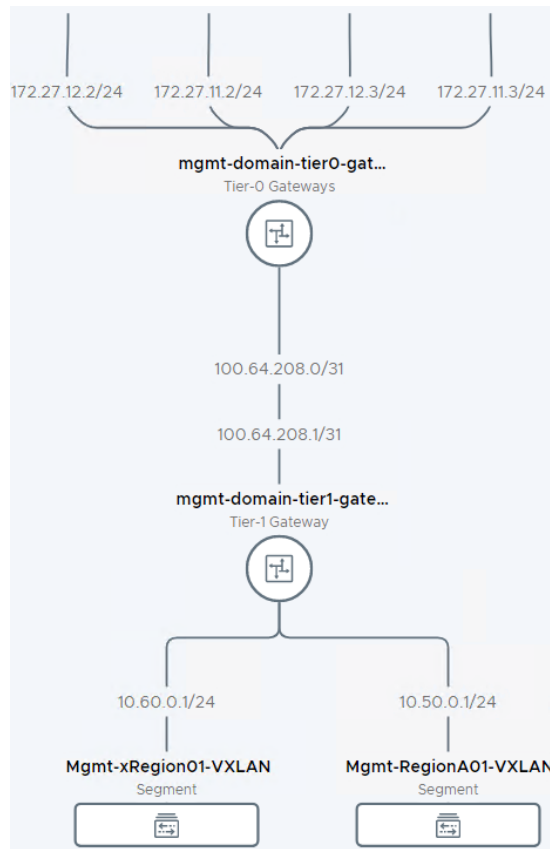 172.27.12.2/24 172.27.11.2/24 172.27.12.3/24 172.27.11.3/24
mgmt-domain-tier0-gat...
Tier-0 Gateways
100.64.208.0/31
100.64.208.1/31
mgmt-domain-tier1-gate...
Tier-1 Gateway
10.60.0.1/24 10.50.0.1/24
Mgmt-xRegion01-VXLAN Mgmt-RegionA01-VXLAN
Segment Segment